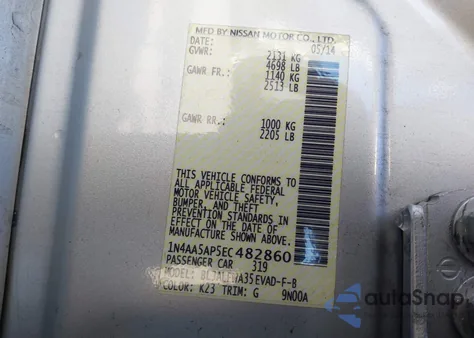 MFD BY NISSAN MOTOR CO., LTD.
DATE: 05/14
GVWR: 2131 KG
4698 LB
GAWR FR.: 1140 KG
2513 LB
GAWR RR.: 1000 KG
2205 LB
THIS VEHICLE CONFORMS TO
ALL APPLICABLE FEDERAL
MOTOR VEHICLE SAFETY,
BUMPER, AND THEFT
PREVENTION STANDARDS IN
EFFECT ON THE DATE OF
MANUFACTURE SHOWN ABOVE.
1N4AA5AP5EC482860
PASSENGER CAR 319
MODEL: EVAD-F-B
COLOR: K23 TRIM: G 9N00A
autoSnap